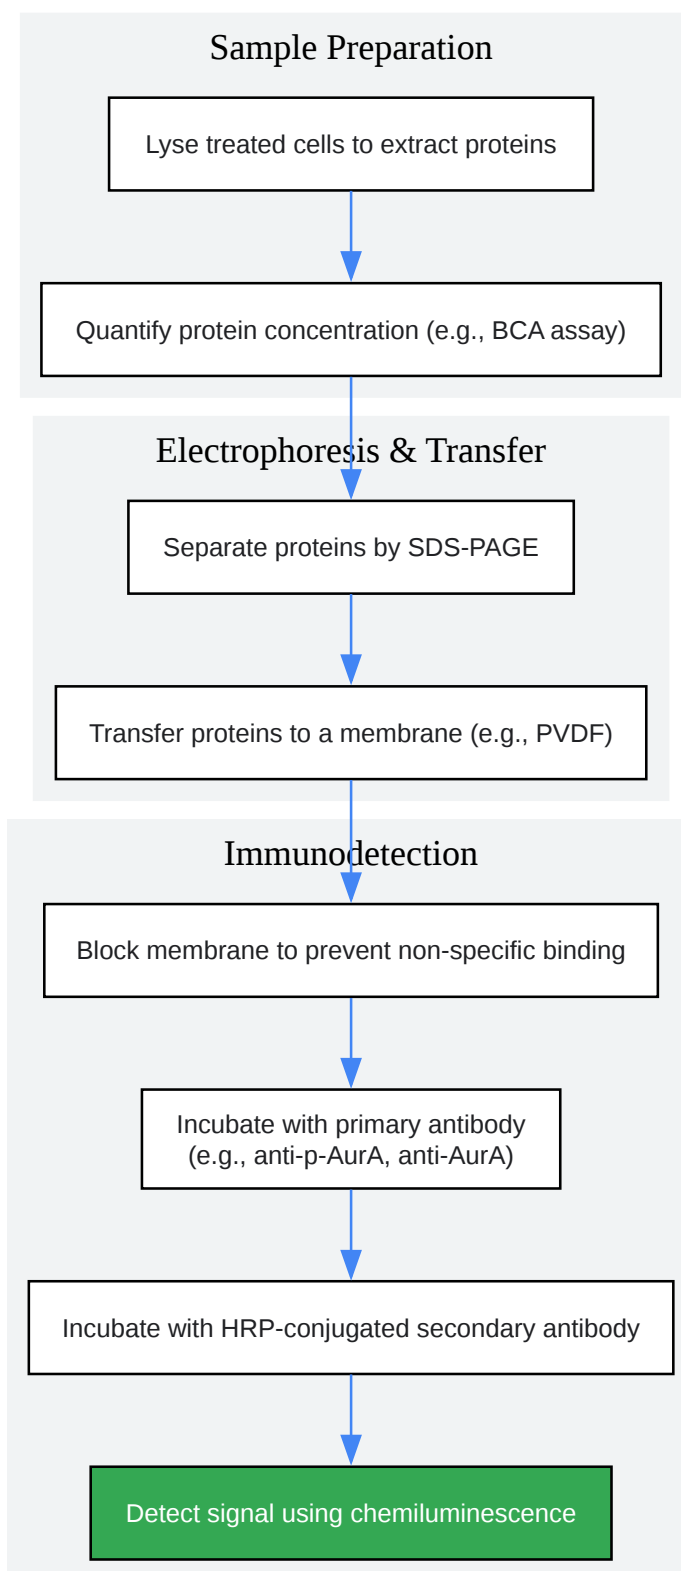 Sample Preparation
Lyse treated cells to extract proteins
Quantify protein concentration (e.g., BCA assay)
Electrophoresis & Transfer
Separate proteins by SDS-PAGE
Transfer proteins to a membrane (e.g., PVDF)
Immunodetection
Block membrane to prevent non-specific binding
Incubate with primary antibody
(e.g., anti-p-AurA, anti-AurA)
Incubate with HRP-conjugated secondary antibody
Detect signal using chemiluminescence